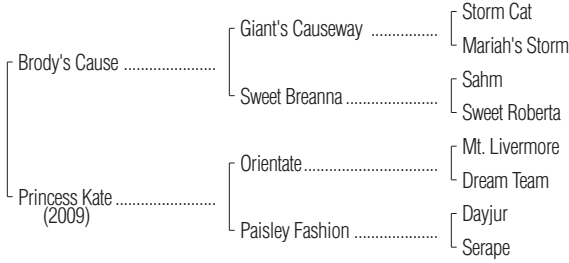 Storm Cat
Giant's Causeway ................
Mariah's Storm
Brody's Cause ......................
Sahm
Sweet Breanna ......................
Sweet Roberta
Mt. Livermore
Orientate................................
Dream Team
Princess Kate ........................
(2009)
Dayjur
Paisley Fashion ....................
Serape